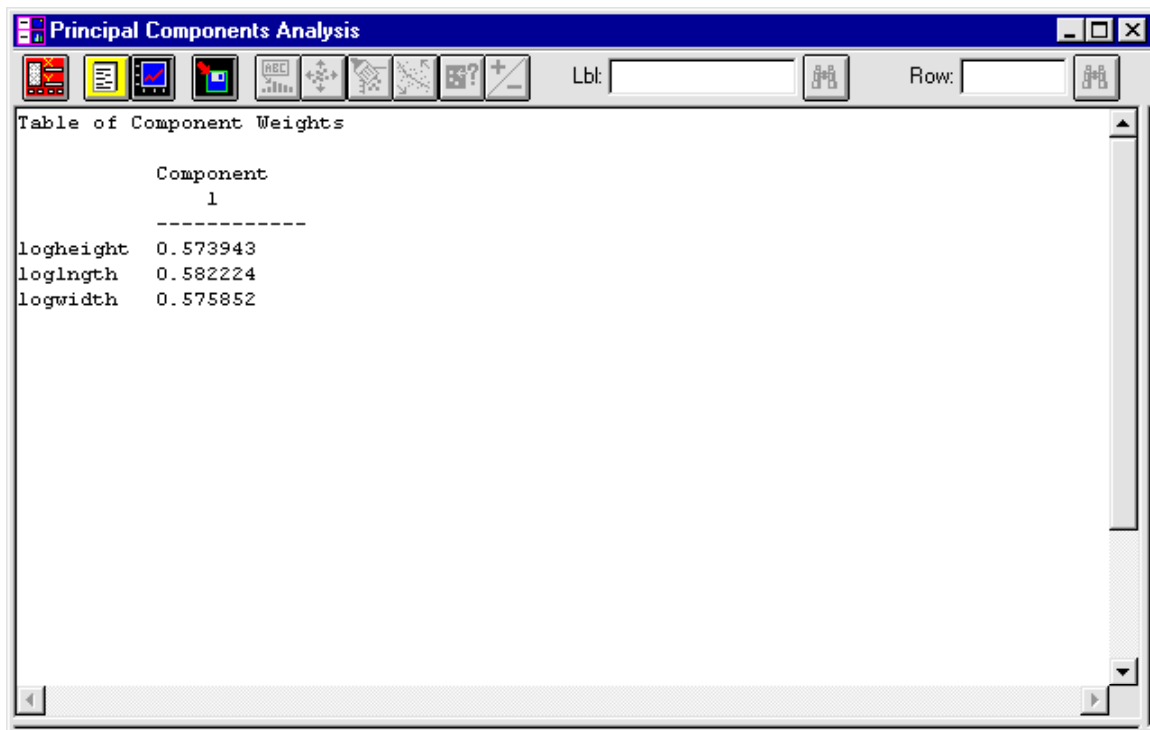 Principal Components Analysis
ABC
Lbl:
Row:
Table of Component Weights
Component
1
------------
logheight 0.573943
loglngth 0.582224
logwidth 0.575852